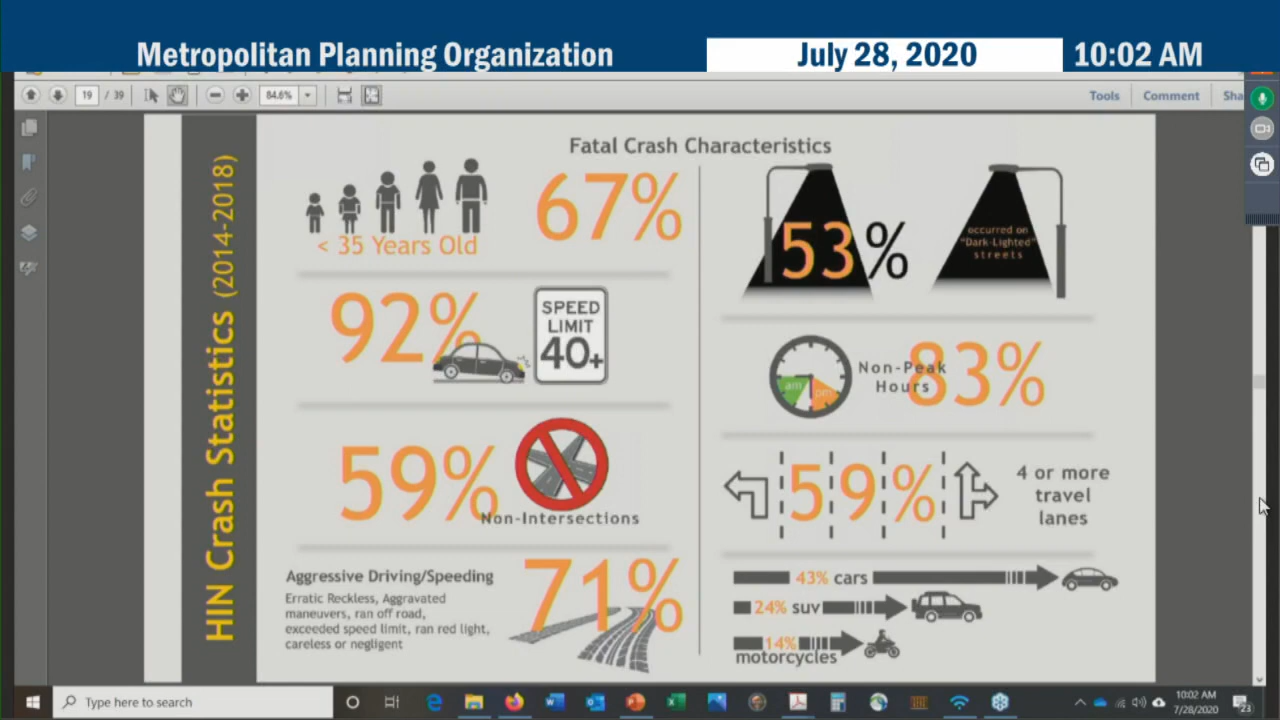 Metropolitan Planning Organization
July 28, 2020
10:02 AM
19 / 39
84.6%
Tools
Comment
Sha
HIN Crash Statistics (2014-2018)
Fatal Crash Characteristics
67%
< 35 Years Old
92%
SPEED
LIMIT
40+
59%
Non-Intersections
Aggressive Driving/Speeding
71%
Erratic Reckless, Aggravated
maneuvers, ran off road,
exceeded speed limit, ran red light,
careless or negligent
53%
occurred on
"Dark-Lighted"
streets
am
pm
Non-Peak
Hours
83%
59%
4 or more
travel
lanes
43% cars
24% suv
14%
motorcycles
Type here to search
10:02 AM
7/28/2020
23